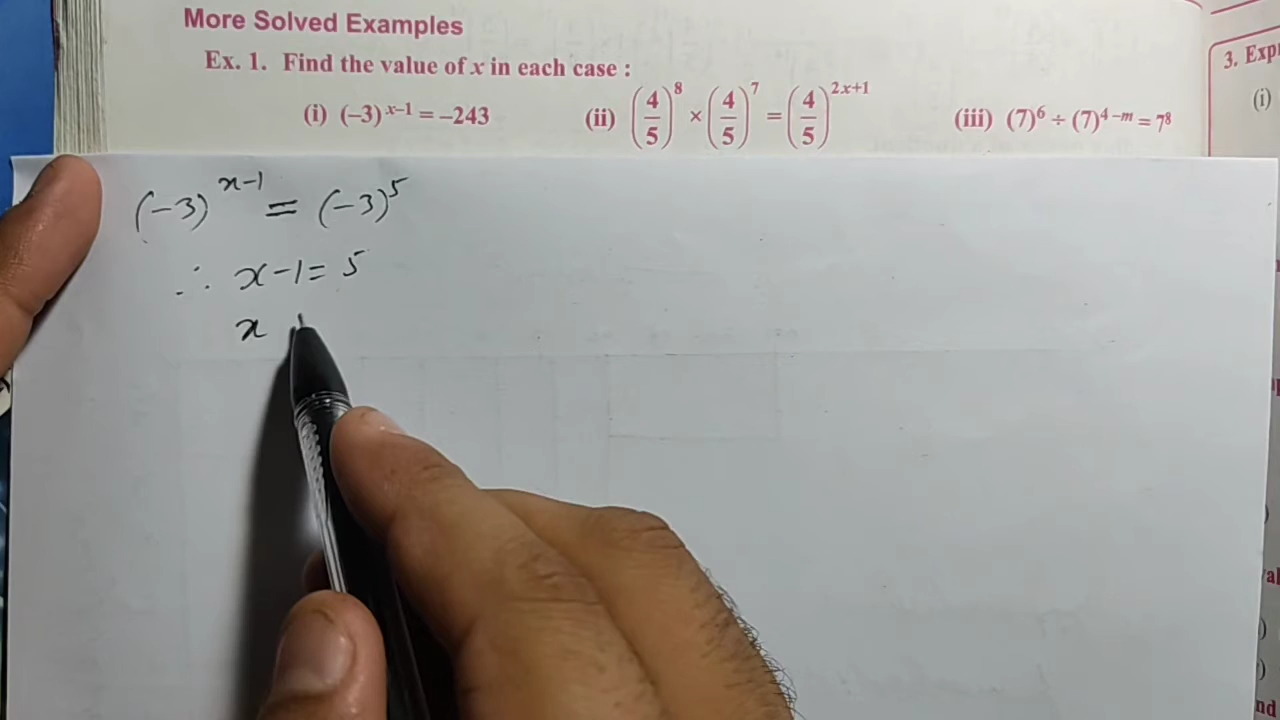 More Solved Examples
Ex. 1. Find the value of x in each case :
(i) (–3)^{x–1} = –243 (ii) (4/5)^8 × (4/5)^7 = (4/5)^{2x+1} (iii) (7)^6 ÷ (7)^{4–m} = 7^8
3. Exp
(i)
(-3)^{x-1} = (-3)^5
∴ x-1 = 5
x